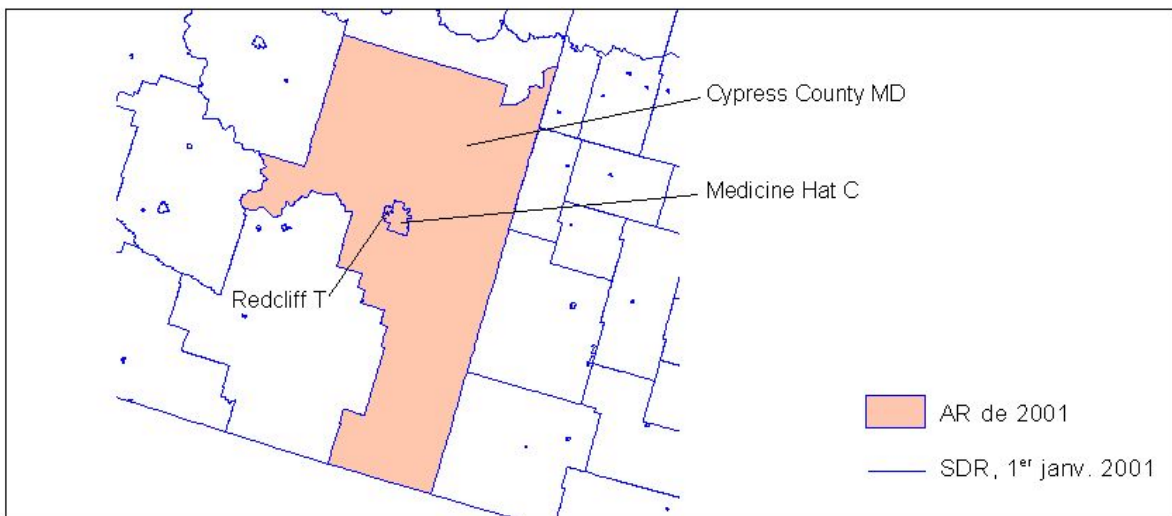 Cypress County MD
Medicine Hat C
Redcliff T
AR de 2001
SDR, 1er janv. 2001